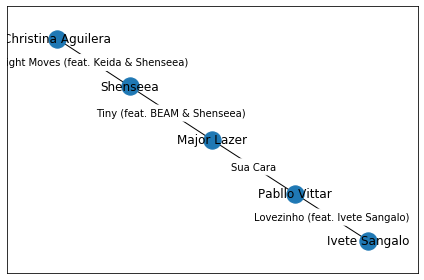 Christina Aguilera
ght Moves (feat. Keida & Shenseea)
Shenseea
Tiny (feat. BEAM & Shenseea)
Major Lazer
Sua Cara
Pabllo Vittar
Lovezinho (feat. Ivete Sangalo)
Ivete Sangalo